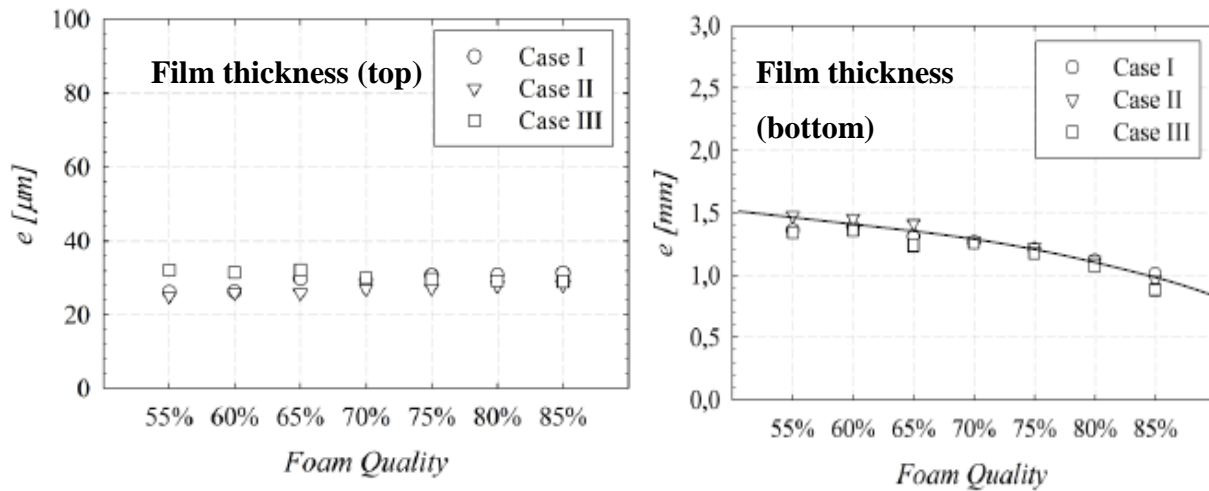 100
80
60
40
20
0
e [μm]
Film thickness (top)
Case I
Case II
Case III
55% 60% 65% 70% 75% 80% 85%
Foam Quality
3,0
2,5
2,0
1,5
1,0
0,5
0,0
e [mm]
Film thickness
(bottom)
Case I
Case II
Case III
55% 60% 65% 70% 75% 80% 85%
Foam Quality